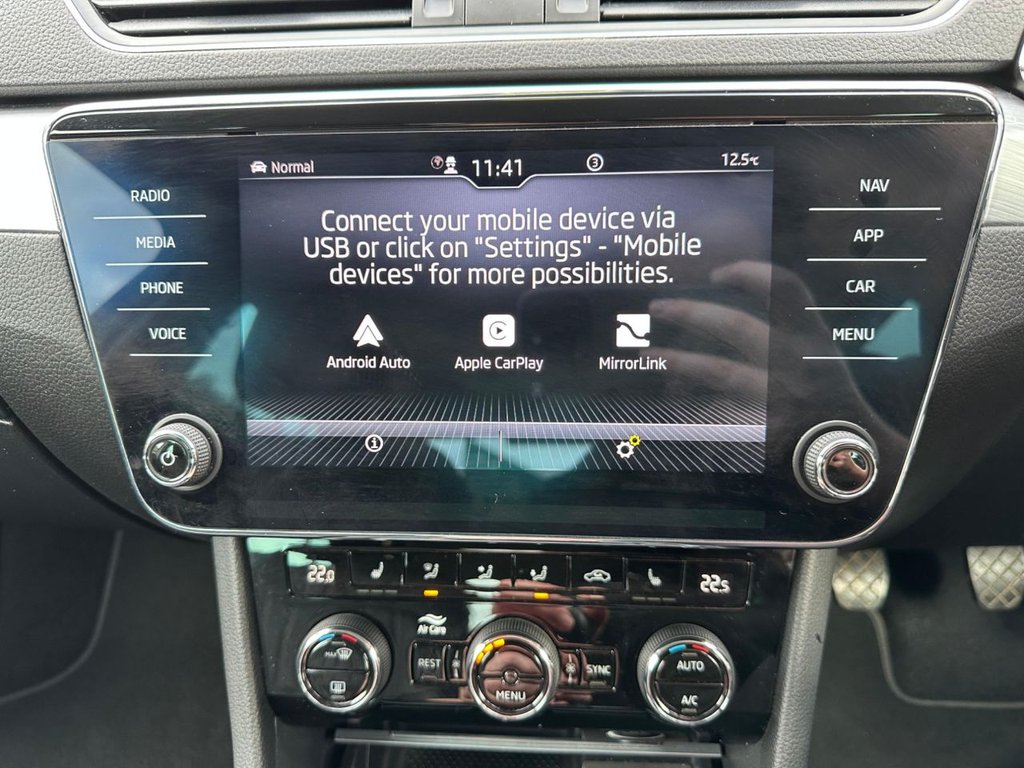 Normal
11:41
3
12.5°C
RADIO
MEDIA
PHONE
VOICE
NAV
APP
CAR
MENU
Connect your mobile device via
USB or click on "Settings" - "Mobile
devices" for more possibilities.
Android Auto
Apple CarPlay
MirrorLink
22.0
22.5
MAX
Air Care
REST
MENU
SYNC
AUTO
A/C